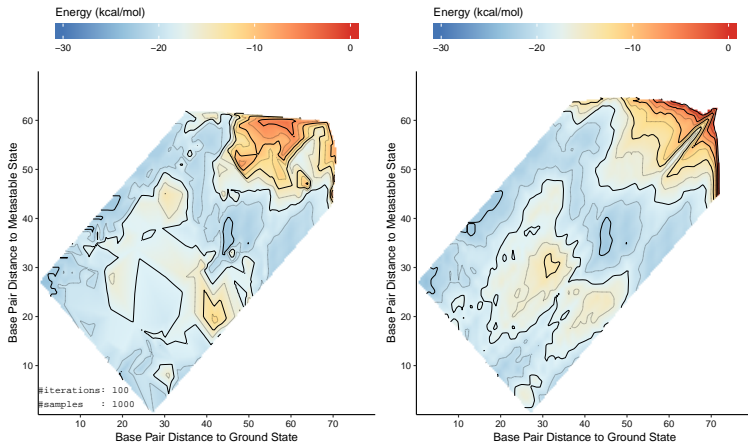 Energy (kcal/mol)
−30 −20 −10 0
Base Pair Distance to Metastable State
60
50
40
30
20
10
#iterations: 100
#samples   : 1000
10 20 30 40 50 60 70
Base Pair Distance to Ground State
Energy (kcal/mol)
−30 −20 −10 0
Base Pair Distance to Metastable State
60
50
40
30
20
10
10 20 30 40 50 60 70
Base Pair Distance to Ground State